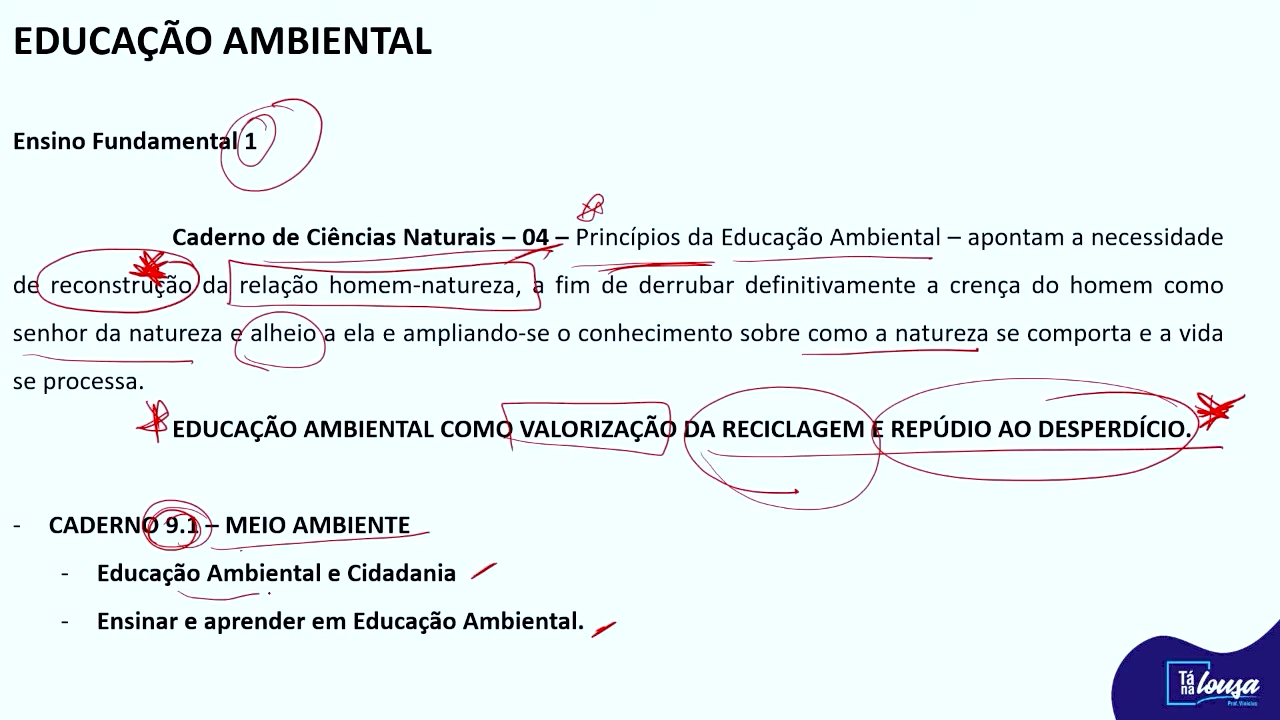 EDUCAÇÃO AMBIENTAL
Ensino Fundamental 1
Caderno de Ciências Naturais – 04 – Princípios da Educação Ambiental – apontam a necessidade
de reconstrução da relação homem-natureza, a fim de derrubar definitivamente a crença do homem como
senhor da natureza e alheio a ela e ampliando-se o conhecimento sobre como a natureza se comporta e a vida
se processa.
EDUCAÇÃO AMBIENTAL COMO VALORIZAÇÃO DA RECICLAGEM E REPÚDIO AO DESPERDÍCIO.
- CADERNO 9.1 – MEIO AMBIENTE
- Educação Ambiental e Cidadania
- Ensinar e aprender em Educação Ambiental.
Tá na lousa
Prof. Vinícius